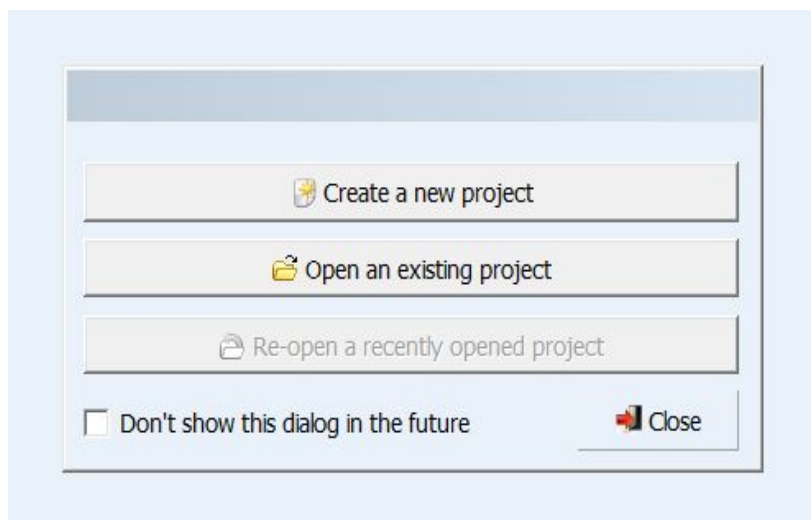 Create a new project
Open an existing project
Re-open a recently opened project
Don't show this dialog in the future
Close